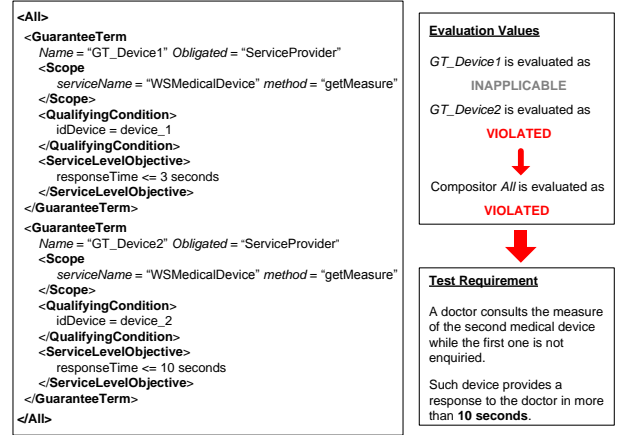 <All>
<GuaranteeTerm
Name = “GT_Device1” Obligated = “ServiceProvider”
<Scope
serviceName = “WSMedicalDevice” method = “getMeasure”
</Scope>
<QualifyingCondition>
idDevice = device_1
</QualifyingCondition>
<ServiceLevelObjective>
responseTime <= 3 seconds
</ServiceLevelObjective>
</GuaranteeTerm>
<GuaranteeTerm
Name = “GT_Device2” Obligated = “ServiceProvider“
<Scope
serviceName = “WSMedicalDevice” method = “getMeasure”
</Scope>
<QualifyingCondition>
idDevice = device_2
</QualifyingCondition>
<ServiceLevelObjective>
responseTime <= 10 seconds
</ServiceLevelObjective>
</GuaranteeTerm>
</All>
Evaluation Values
GT_Device1 is evaluated as
INAPPLICABLE
GT_Device2 is evaluated as
VIOLATED
Compositor All is evaluated as
VIOLATED
Test Requirement
A doctor consults the measure
of the second medical device
while the first one is not
enquiried.
Such device provides a
response to the doctor in more
than 10 seconds.